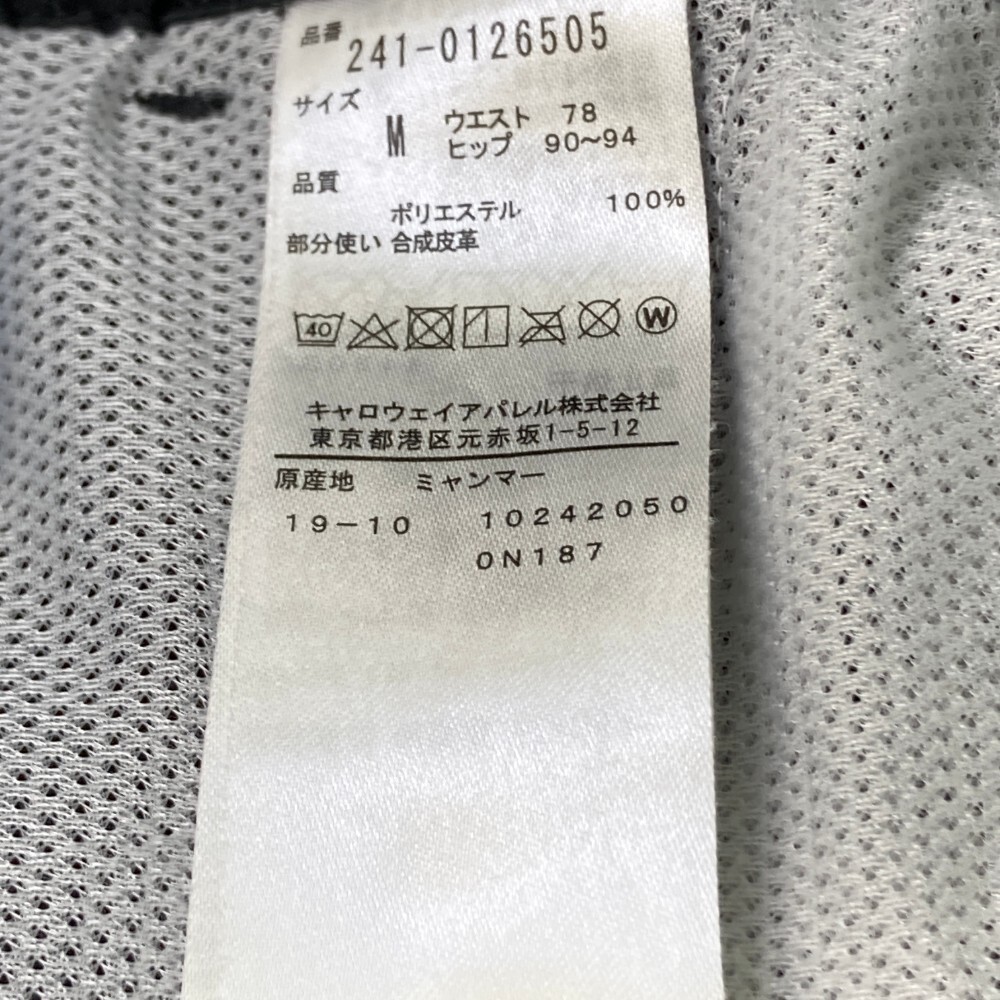 品番 241-0126505
サイズ
M ウエスト 78
ヒップ 90~94
品質
ポリエステル 100%
部分使い 合成皮革
40 W
キャロウェイアパレル株式会社
東京都港区元赤坂1-5-12
原産地 ミャンマー
19-10 10242050
0N187